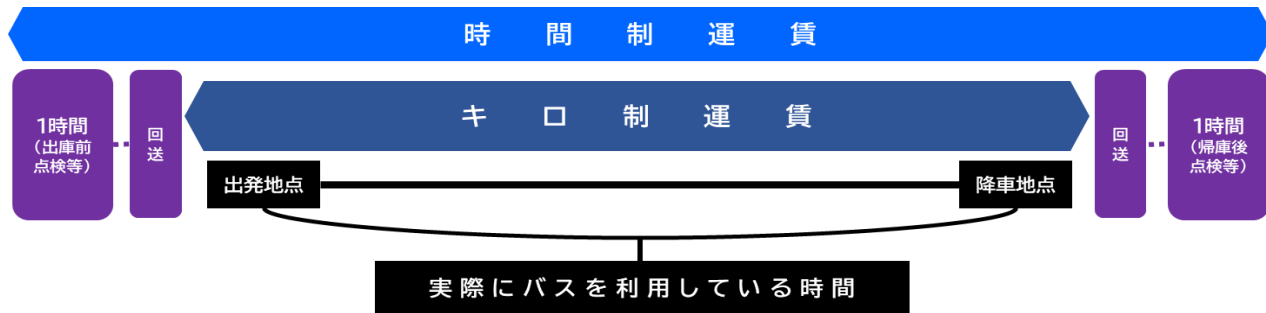 時間制運賃
キロ制運賃
1時間
（出庫前
点検等）
回
送
出発地点
降車地点
回
送
1時間
（帰庫後
点検等）
実際にバスを利用している時間